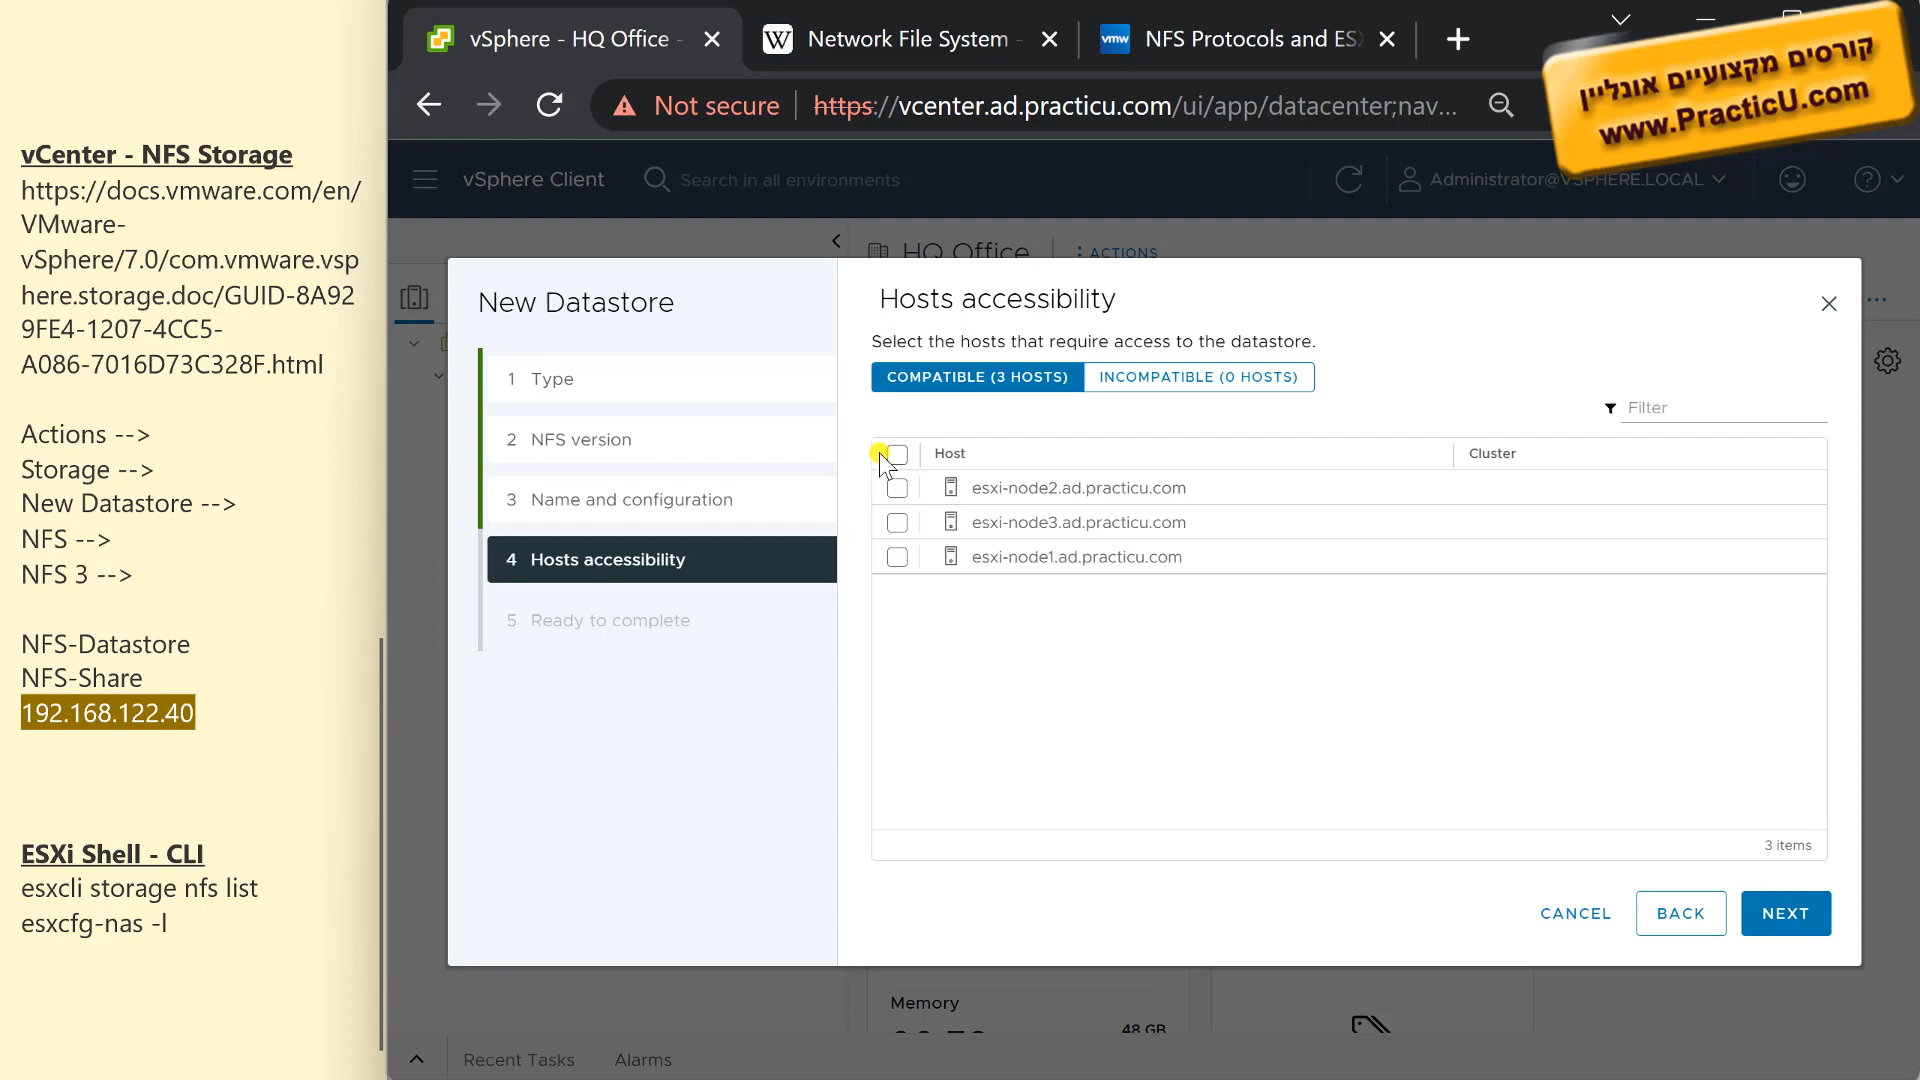 vCenter - NFS Storage
https://docs.vmware.com/en/
VMware-
vSphere/7.0/com.vmware.vsp
here.storage.doc/GUID-8A92
9FE4-1207-4CC5-
A086-7016D73C328F.html
Actions -->
Storage -->
New Datastore -->
NFS -->
NFS 3 -->
NFS-Datastore
NFS-Share
192.168.122.40
ESXi Shell - CLI
esxcli storage nfs list
esxcfg-nas -l
vSphere - HQ Office -
Network File System -
vmw
NFS Protocols and ESX
Not secure
https://vcenter.ad.practicu.com/ui/app/datacenter;nav...
קורסים מקצועיים אונליין
www.PracticU.com
vSphere Client
Search in all environments
Administrator@VSPHERE.LOCAL
HQ Office
ACTIONS
New Datastore
1 Type
2 NFS version
3 Name and configuration
4 Hosts accessibility
5 Ready to complete
Hosts accessibility
Select the hosts that require access to the datastore.
COMPATIBLE (3 HOSTS)
INCOMPATIBLE (0 HOSTS)
Filter
Host
Cluster
esxi-node2.ad.practicu.com
esxi-node3.ad.practicu.com
esxi-node1.ad.practicu.com
3 items
CANCEL
BACK
NEXT
Memory
48 GB
Recent Tasks
Alarms